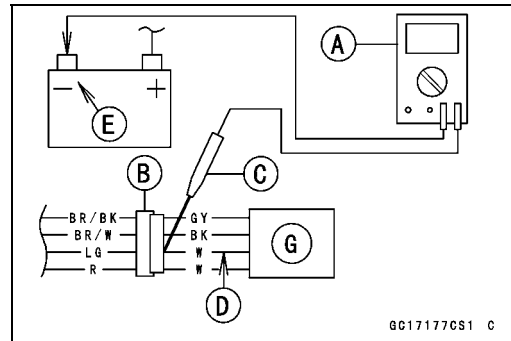 A
− +
E
B
C
BR/BK GY
BR/W BK
LG W
R W
G
D
GC17177CS1 C